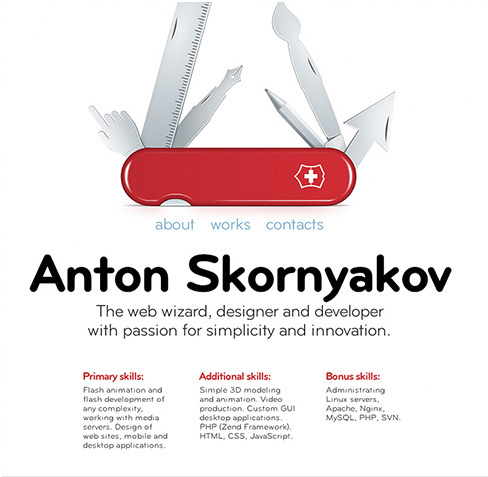 about works contacts
Anton Skornyakov
The web wizard, designer and developer
with passion for simplicity and innovation.
Primary skills:
Flash animation and
flash development of
any complexity,
working with media
servers. Design of
web sites, mobile and
desktop applications.
Additional skills:
Simple 3D modeling
and animation. Video
production. Custom GUI
desktop applications.
PHP (Zend Framework).
HTML, CSS, JavaScript.
Bonus skills:
Administrating
Linux servers,
Apache, Nginx,
MySQL, PHP, SVN.